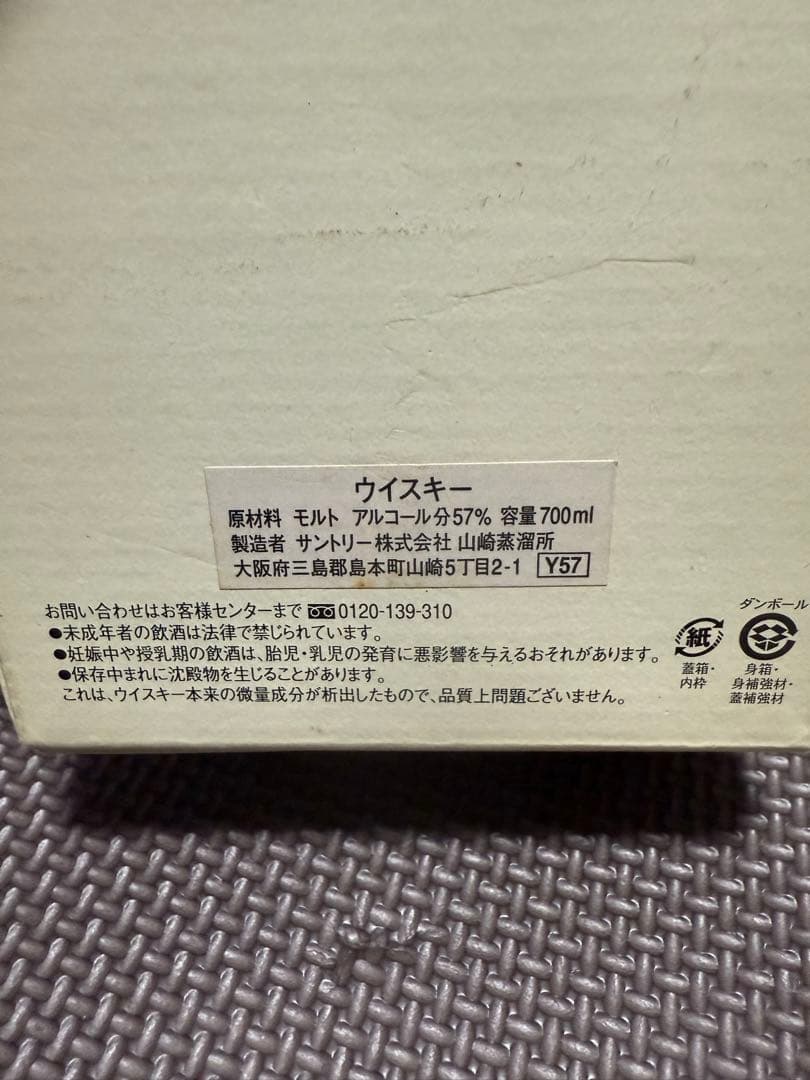 ウイスキー
原材料 モルト アルコール分57% 容量700ml
製造者 サントリー株式会社 山崎蒸溜所
大阪府三島郡島本町山崎5丁目2-1 Y57
お問い合わせはお客様センターまで 0120-139-310
●未成年者の飲酒は法律で禁じられています。
●妊娠中や授乳期の飲酒は、胎児・乳児の発育に悪影響を与えるおそれがあります。
●保存中まれに沈殿物を生じることがあります。
これは、ウイスキー本来の微量成分が析出したもので、品質上問題ございません。
紙
蓋箱・
内枠
ダンボール
身箱・
身補強材・
蓋補強材